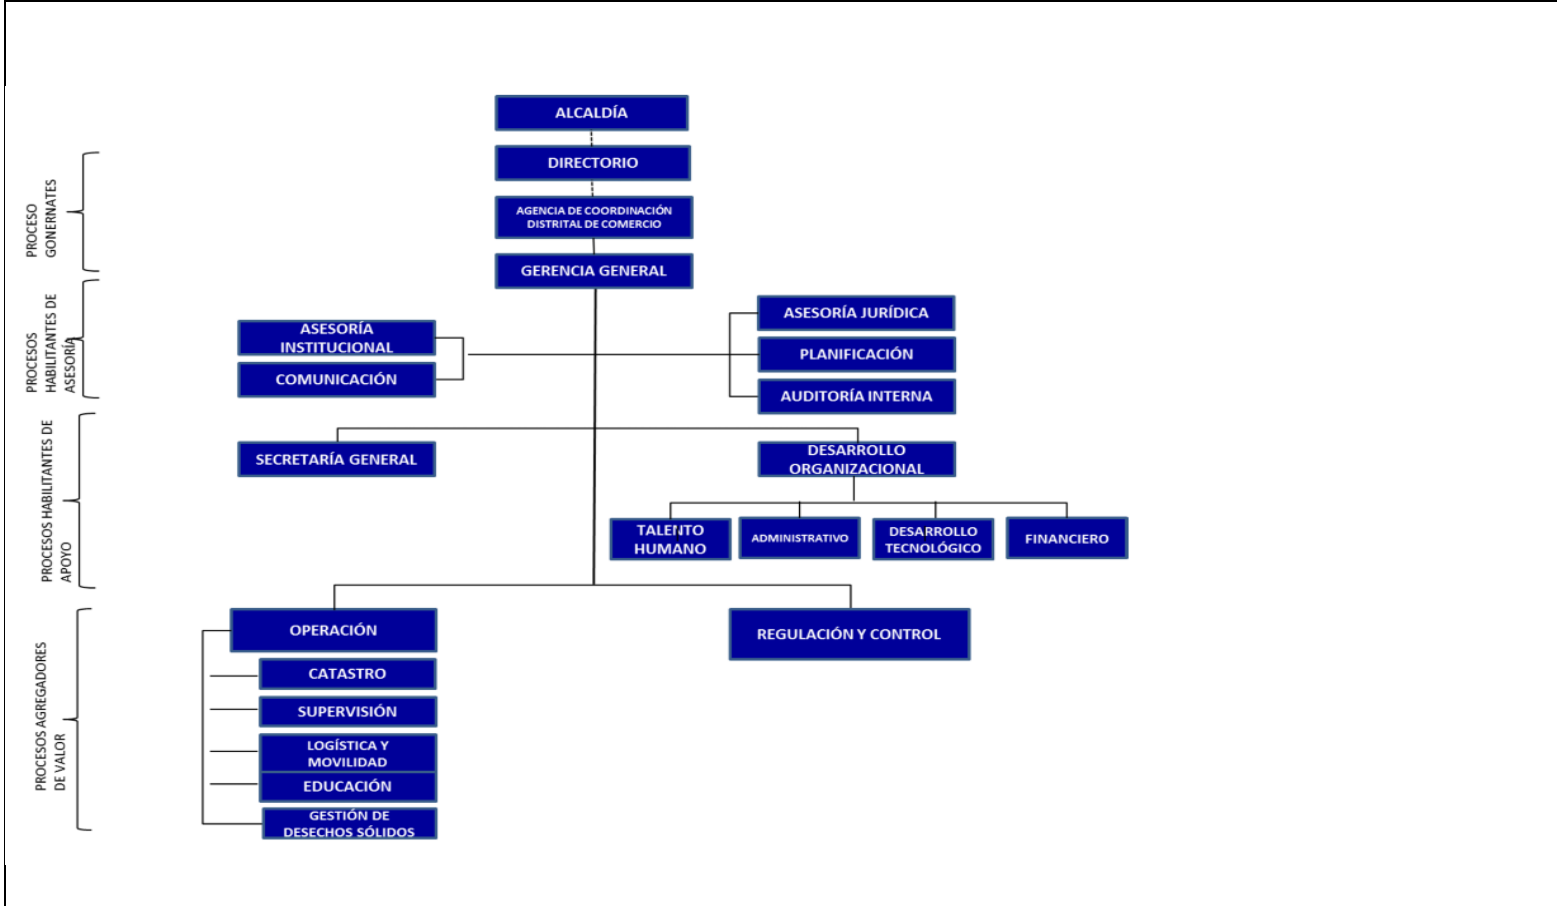 ALCALDÍA
DIRECTORIO
AGENCIA DE COORDINACIÓN
DISTRITAL DE COMERCIO
GERENCIA GENERAL
PROCESO
GONERNATES
ASESORÍA
INSTITUCIONAL
COMUNICACIÓN
ASESORÍA JURÍDICA
PLANIFICACIÓN
AUDITORÍA INTERNA
PROCESOS
HABILITANTES DE
ASESORÍA
SECRETARÍA GENERAL
DESARROLLO
ORGANIZACIONAL
TALENTO
HUMANO
ADMINISTRATIVO
DESARROLLO
TECNOLÓGICO
FINANCIERO
PROCESOS HABILITANTES DE
APOYO
OPERACIÓN
REGULACIÓN Y CONTROL
CATASTRO
SUPERVISIÓN
LOGÍSTICA Y
MOVILIDAD
EDUCACIÓN
GESTIÓN DE
DESECHOS SÓLIDOS
PROCESOS AGREGADORES
DE VALOR